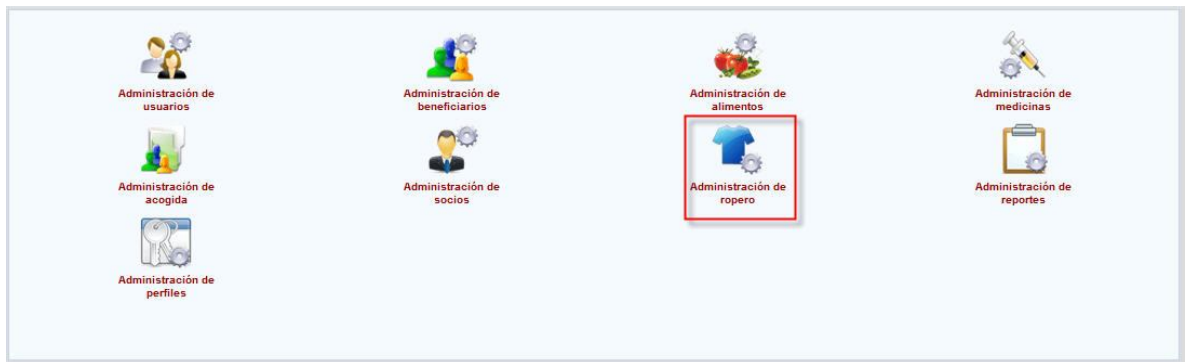 Administración de
usuarios
Administración de
beneficiarios
Administración de
alimentos
Administración de
medicinas
Administración de
acogida
Administración de
socios
Administración de
ropero
Administración de
reportes
Administración de
perfiles